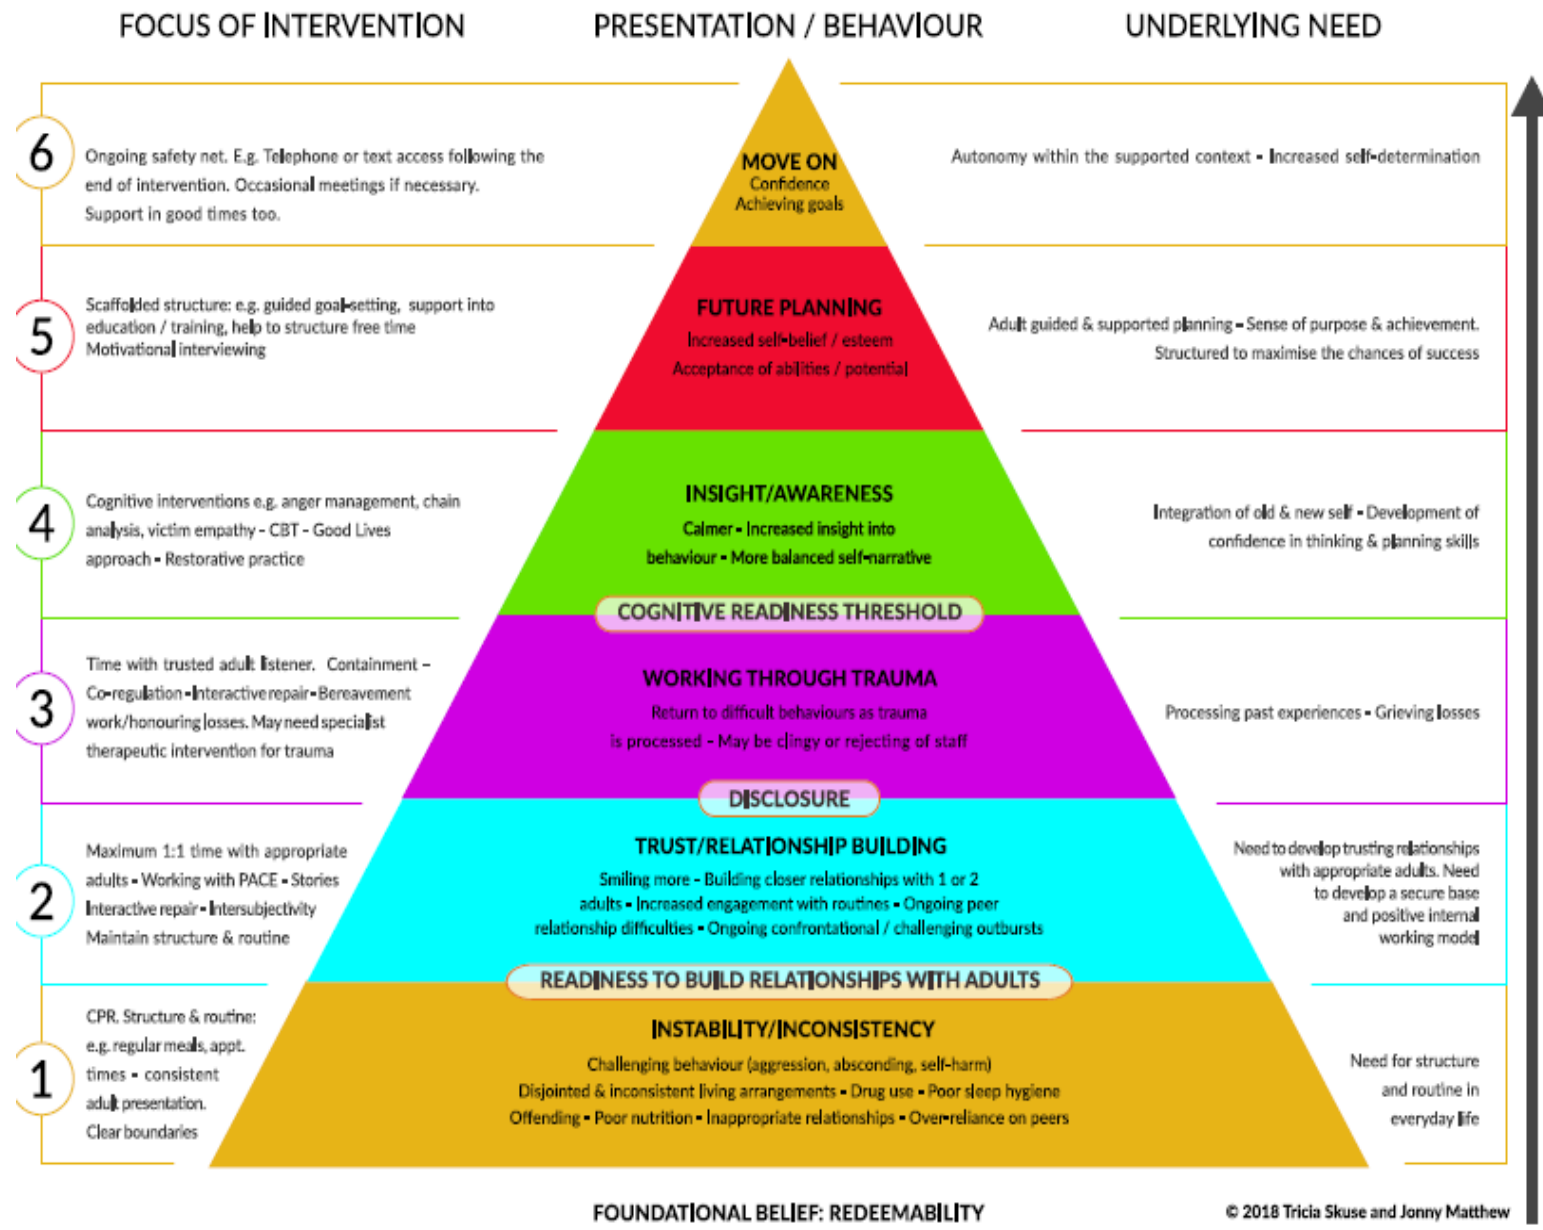 FOCUS OF INTERVENTION
PRESENTATION / BEHAVIOUR
UNDERLYING NEED
6
Ongoing safety net. E.g. Telephone or text access following the
end of intervention. Occasional meetings if necessary.
Support in good times too.
MOVE ON
Confidence
Achieving goals
Autonomy within the supported context - Increased self-determination
5
Scaffolded structure: e.g. guided goal-setting, support into
education / training, help to structure free time
Motivational interviewing
FUTURE PLANNING
Increased self-belief / esteem
Acceptance of abilities / potential
Adult guided & supported planning - Sense of purpose & achievement.
Structured to maximise the chances of success
4
Cognitive interventions e.g. anger management, chain
analysis, victim empathy - CBT - Good Lives
approach - Restorative practice
INSIGHT/AWARENESS
Calmer - Increased insight into
behaviour - More balanced self-narrative
Integration of old & new self - Development of
confidence in thinking & planning skills
COGNITIVE READINESS THRESHOLD
3
Time with trusted adult listener. Containment -
Co-regulation - Interactive repair - Bereavement
work/honouring losses. May need specialist
therapeutic intervention for trauma
WORKING THROUGH TRAUMA
Return to difficult behaviours as trauma
is processed - May be clingy or rejecting of staff
Processing past experiences - Grieving losses
DISCLOSURE
2
Maximum 1:1 time with appropriate
adults - Working with PACE - Stories
Interactive repair - Intersubjectivity
Maintain structure & routine
TRUST/RELATIONSHIP BUILDING
Smiling more - Building closer relationships with 1 or 2
adults - Increased engagement with routines - Ongoing peer
relationship difficulties - Ongoing confrontational / challenging outbursts
Need to develop trusting relationships
with appropriate adults. Need
to develop a secure base
and positive internal
working model
READINESS TO BUILD RELATIONSHIPS WITH ADULTS
1
CPR. Structure & routine:
e.g. regular meals, appt.
times - consistent
adult presentation.
Clear boundaries
INSTABILITY/INCONSISTENCY
Challenging behaviour (aggression, absconding, self-harm)
Disjointed & inconsistent living arrangements - Drug use - Poor sleep hygiene
Offending - Poor nutrition - Inappropriate relationships - Over-reliance on peers
Need for structure
and routine in
everyday life
FOUNDATIONAL BELIEF: REDEEMABILITY
© 2018 Tricia Skuse and Jonny Matthew